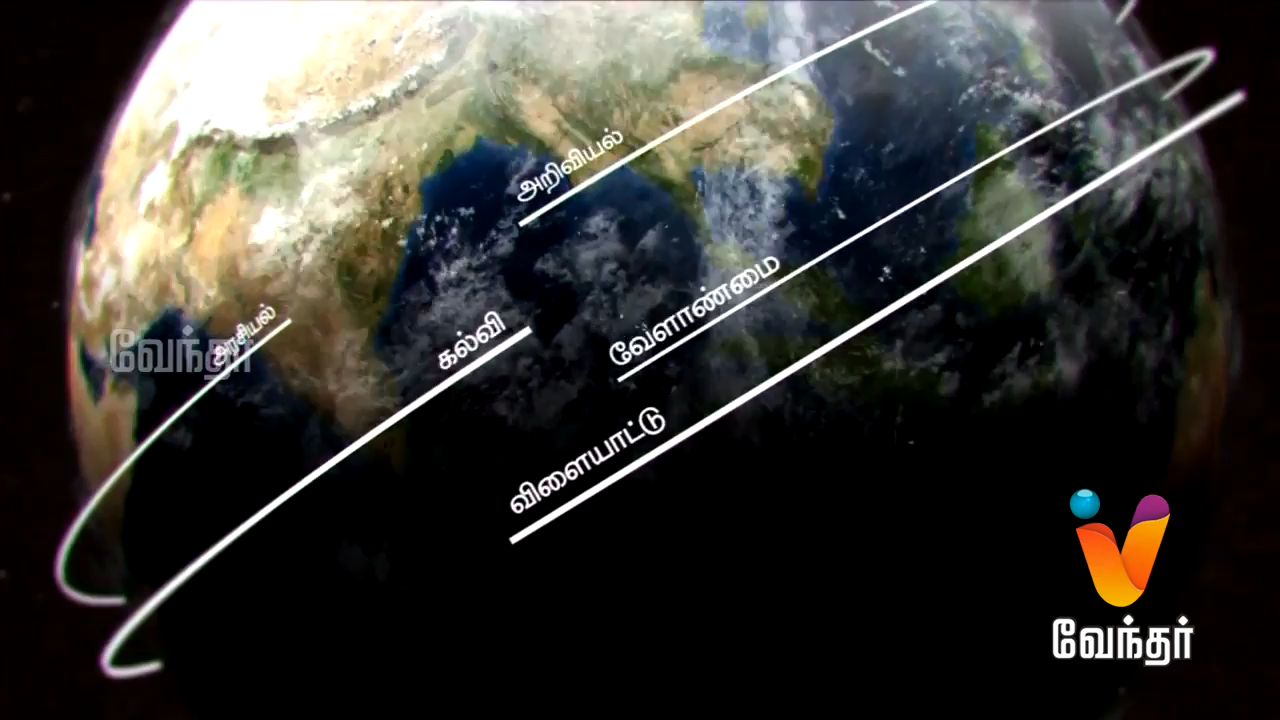 அறிவியல்
வேளாண்மை
அரசியல்
வேந்தர்
கல்வி
விளையாட்டு
வேந்தர்